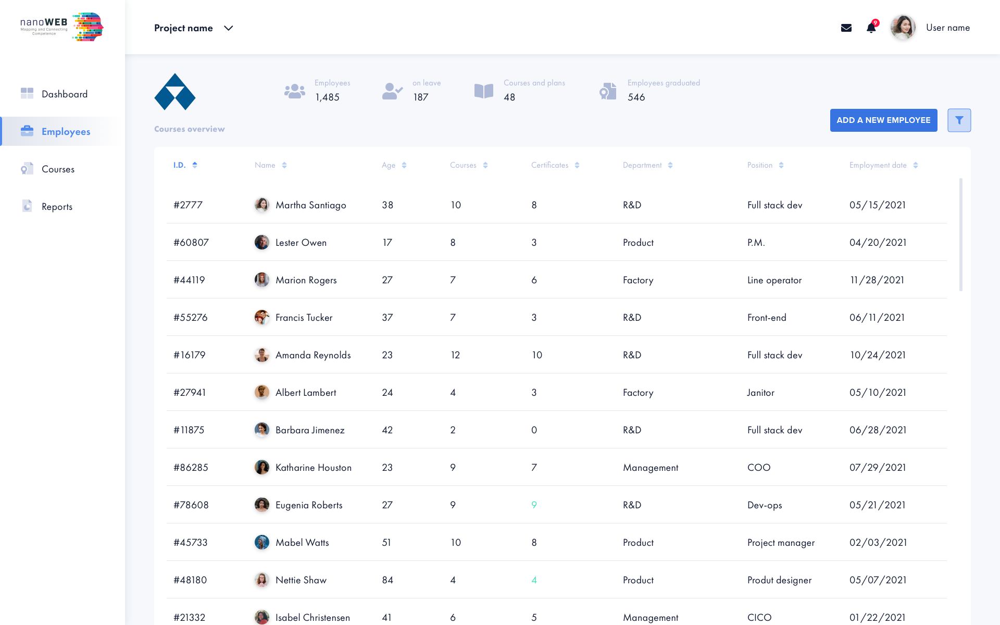 nanoWEB
Mapping and Connecting
Competence
Project name
9
User name
Dashboard
Employees
Courses
Reports
Employees
1,485
on leave
187
Courses and plans
48
Employees graduated
546
Courses overview
ADD A NEW EMPLOYEE
I.D. Name Age Courses Certificates Department Position Employment date
#2777 Martha Santiago 38 10 8 R&D Full stack dev 05/15/2021
#60807 Lester Owen 17 8 3 Product P.M. 04/20/2021
#44119 Marion Rogers 27 7 6 Factory Line operator 11/28/2021
#55276 Francis Tucker 37 7 3 R&D Front-end 06/11/2021
#16179 Amanda Reynolds 23 12 10 R&D Full stack dev 10/24/2021
#27941 Albert Lambert 24 4 3 Factory Janitor 05/10/2021
#11875 Barbara Jimenez 42 2 0 R&D Full stack dev 06/28/2021
#86285 Katharine Houston 23 9 7 Management COO 07/29/2021
#78608 Eugenia Roberts 27 9 9 R&D Dev-ops 05/21/2021
#45733 Mabel Watts 51 10 8 Product Project manager 02/03/2021
#48180 Nettie Shaw 84 4 4 Product Produt designer 05/07/2021
#21332 Isabel Christensen 41 6 5 Management CICO 01/22/2021